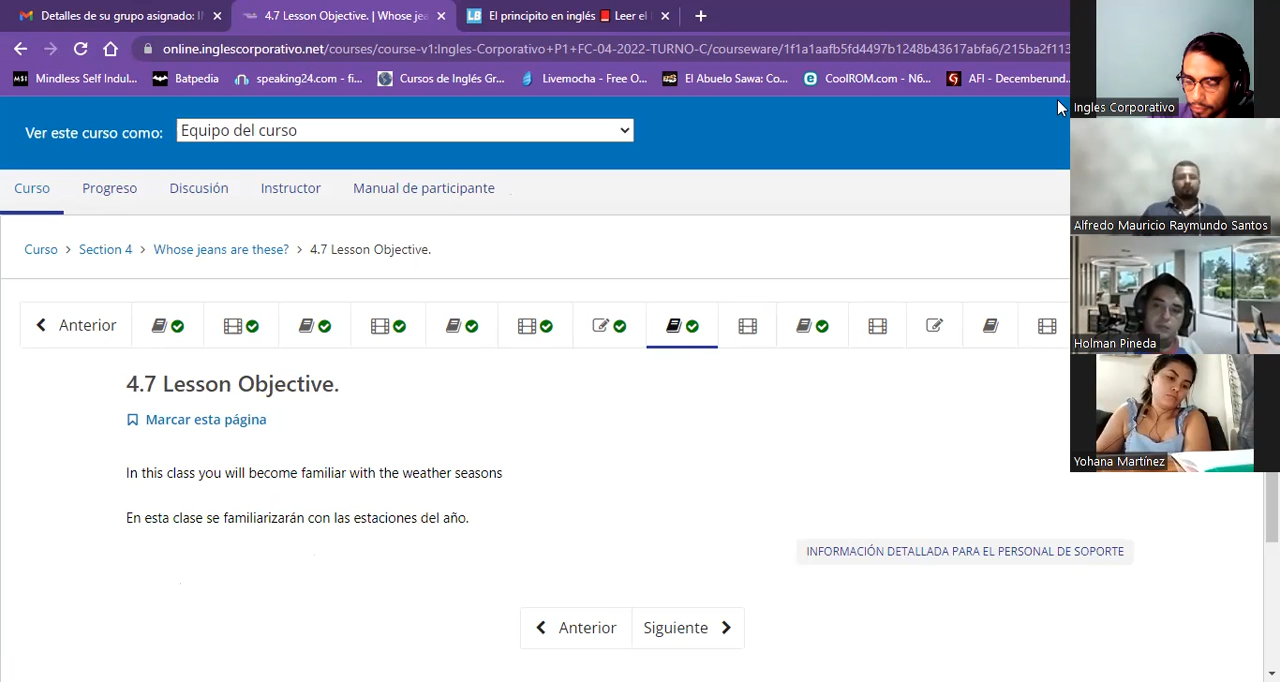 Detalles de su grupo asignado: I
4.7 Lesson Objective. | Whose jea
El principito en inglés 📕 Leer el
online.inglescorporativo.net/courses/course-v1:Ingles-Corporativo+P1+FC-04-2022-TURNO-C/courseware/1f1a1aafb5fd4497b1248b43617abfa6/215ba2f113
Mindless Self Indul...
Batpedia
speaking24.com - fi...
Cursos de Inglés Gr...
Livemocha - Free O...
El Abuelo Sawa: Co...
CoolROM.com - N6...
AFI - Decemberund...
Ver este curso como:
Equipo del curso
Curso
Progreso
Discusión
Instructor
Manual de participante
Curso > Section 4 > Whose jeans are these? > 4.7 Lesson Objective.
Anterior
4.7 Lesson Objective.
Marcar esta página
In this class you will become familiar with the weather seasons
En esta clase se familiarizarán con las estaciones del año.
INFORMACIÓN DETALLADA PARA EL PERSONAL DE SOPORTE
Anterior
Siguiente
Ingles Corporativo
Alfredo Mauricio Raymundo Santos
Holman Pineda
Yohana Martínez